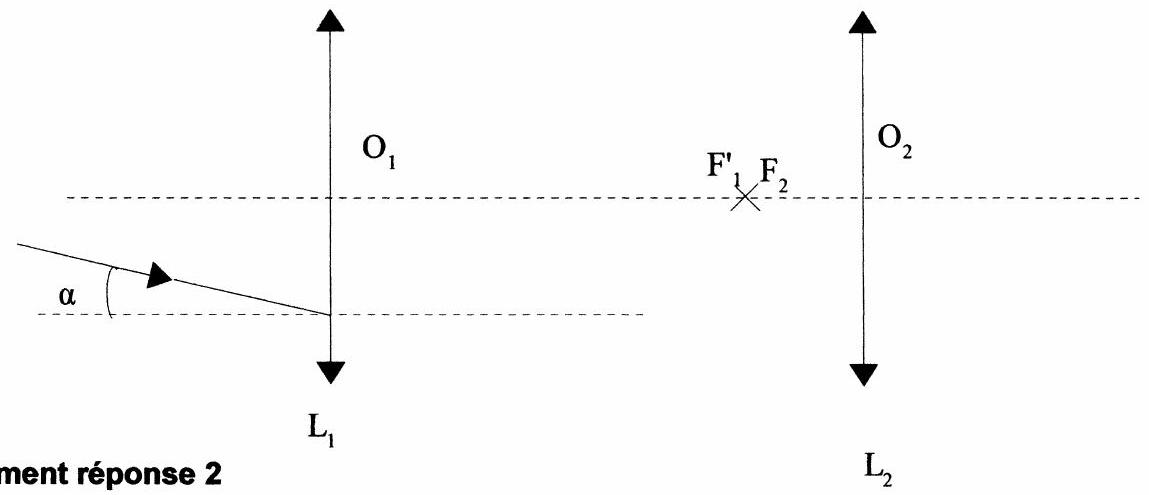 O₁
O₂
F'₁ F₂
α
L₁
L₂
ment réponse 2